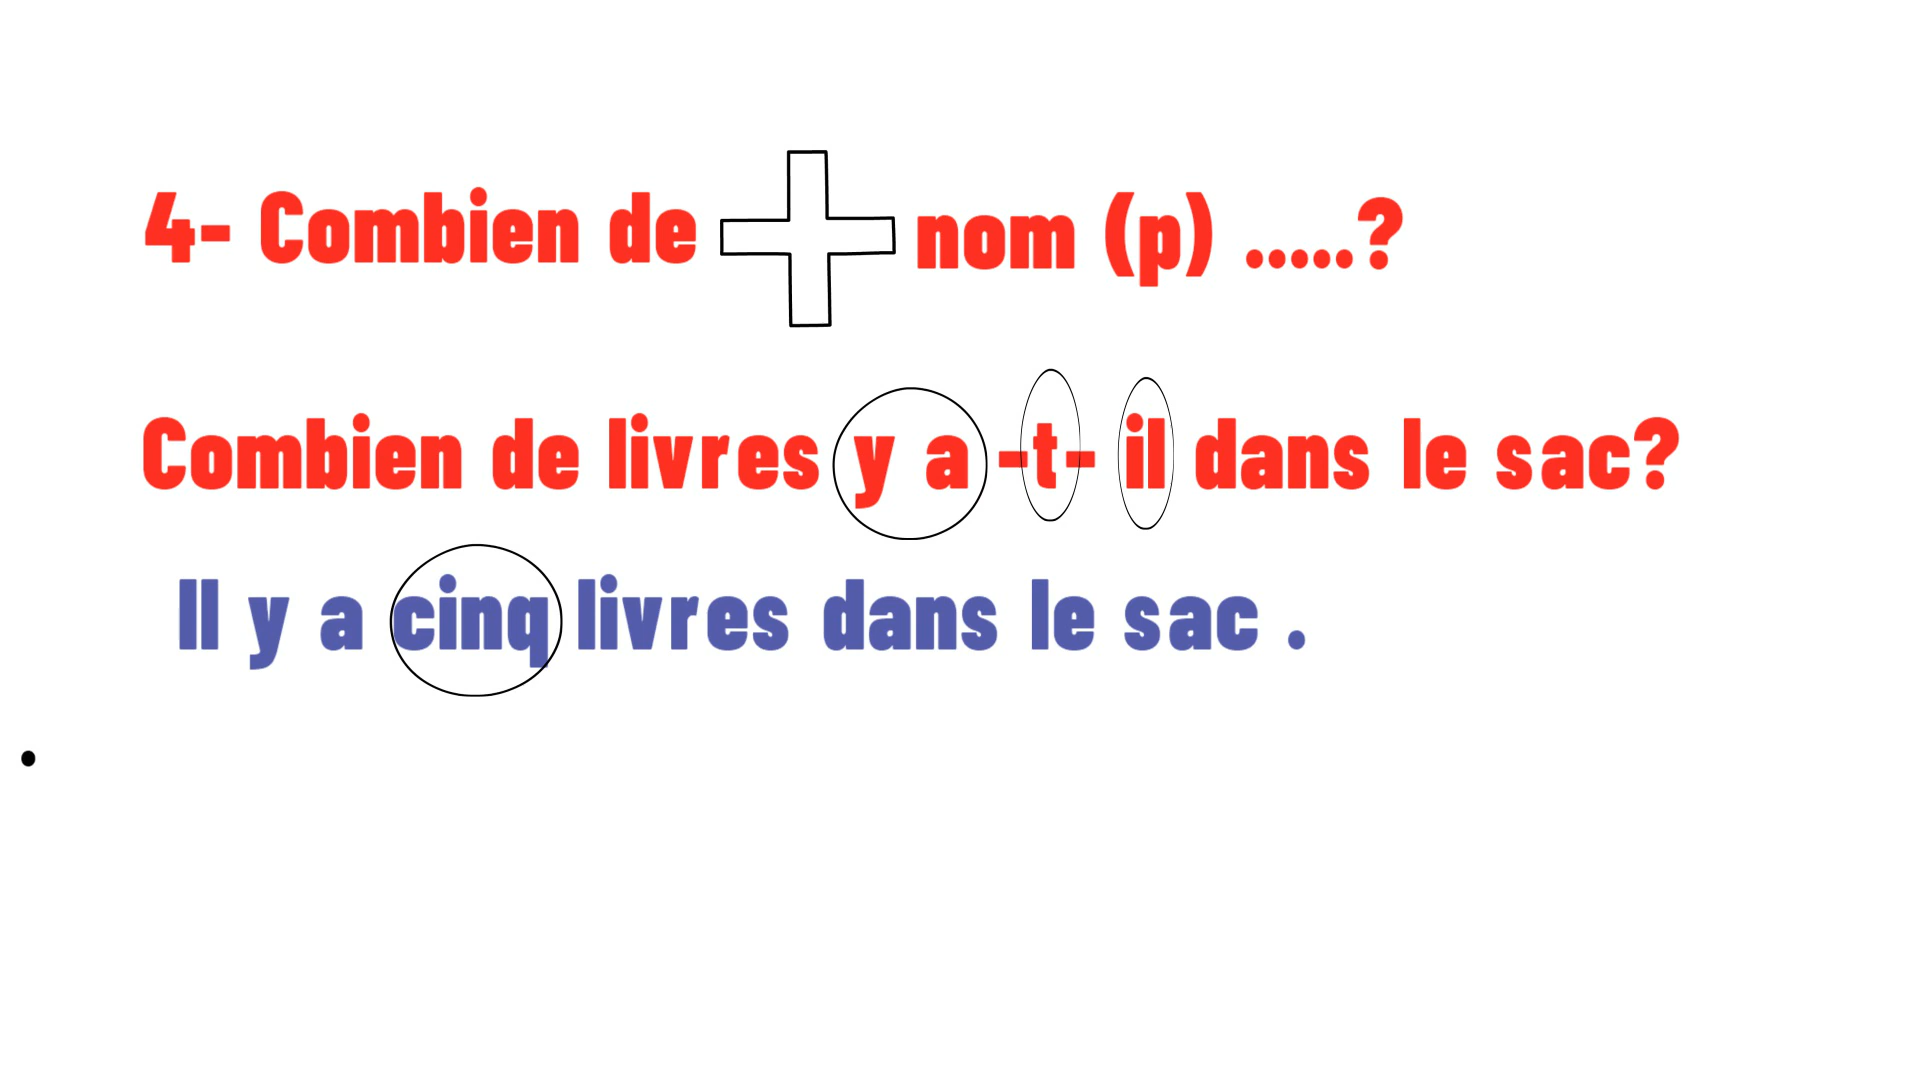 4- Combien de + nom (p) .....?
Combien de livres y a -t- il dans le sac?
Il y a cinq livres dans le sac .